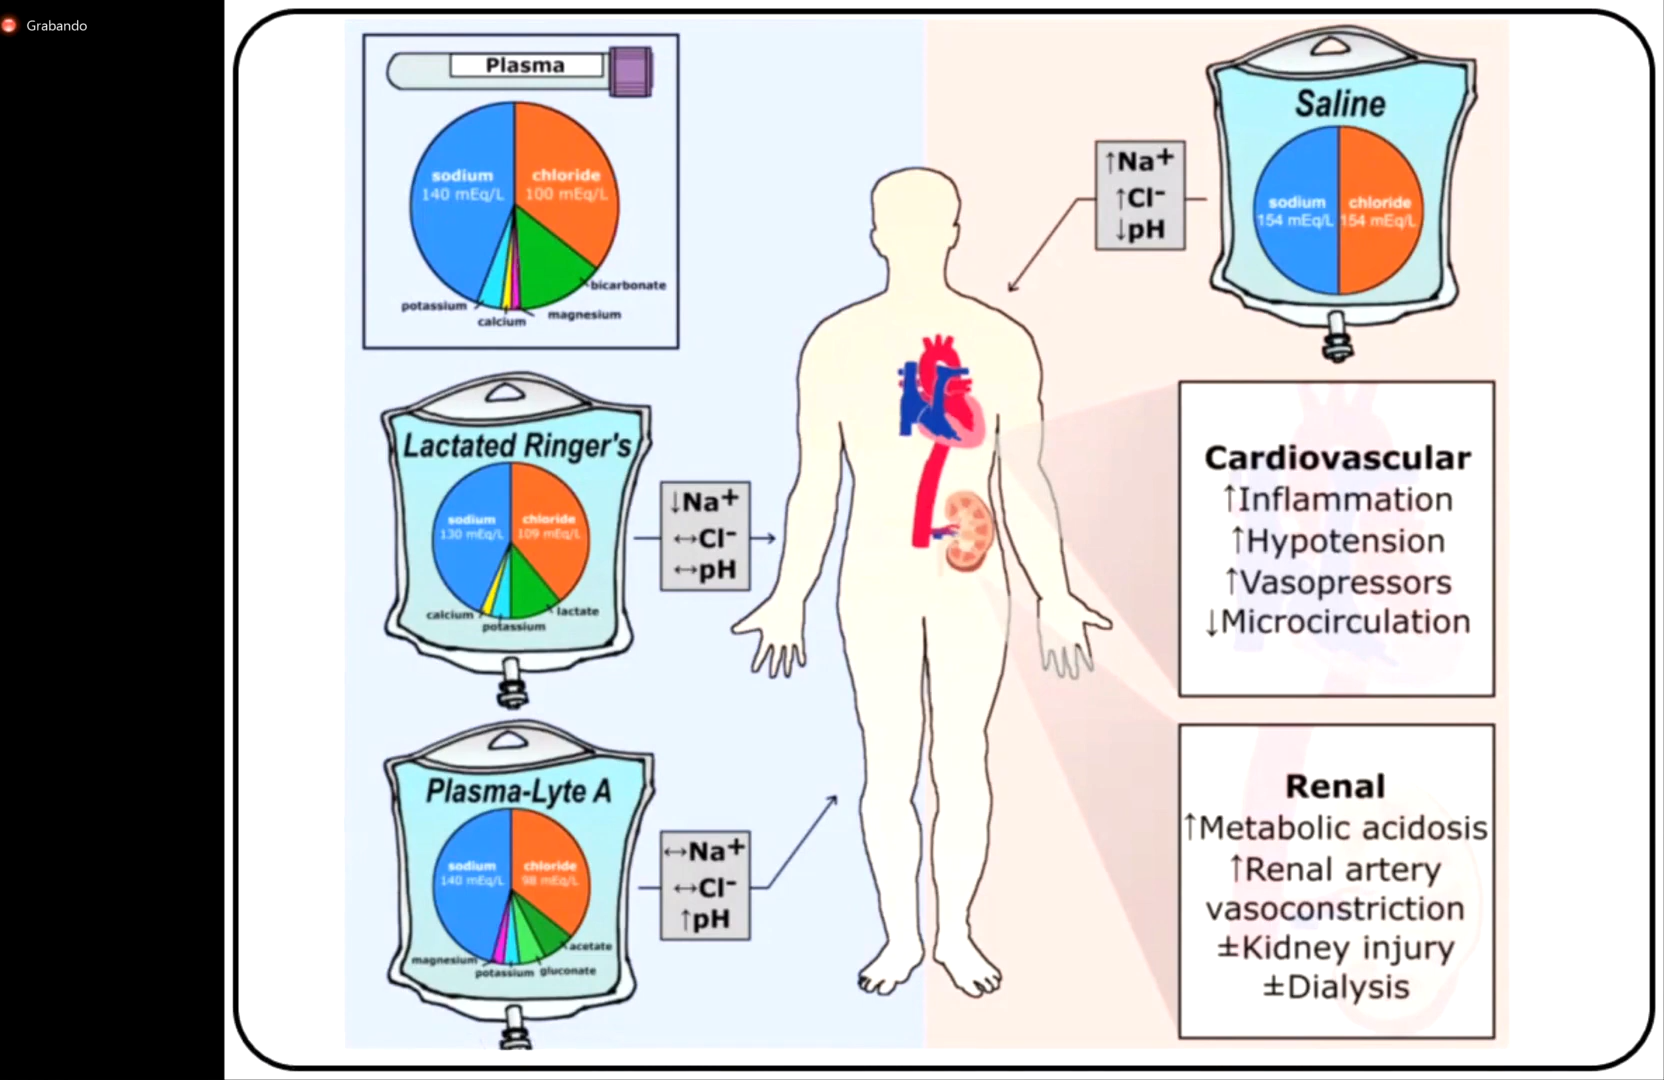 Grabando
Plasma
sodium
140 mEq/L
chloride
100 mEq/L
potassium
calcium
magnesium
bicarbonate
Lactated Ringer's
sodium
130 mEq/L
chloride
109 mEq/L
calcium
potassium
lactate
↓Na+
↔Cl-
↔pH
Plasma-Lyte A
sodium
140 mEq/L
chloride
98 mEq/L
magnesium
potassium
gluconate
acetate
↔Na+
↔Cl-
↑pH
Saline
sodium
154 mEq/L
chloride
154 mEq/L
↑Na+
↑Cl-
↓pH
Cardiovascular
↑Inflammation
↑Hypotension
↑Vasopressors
↓Microcirculation
Renal
↑Metabolic acidosis
↑Renal artery
vasoconstriction
±Kidney injury
±Dialysis